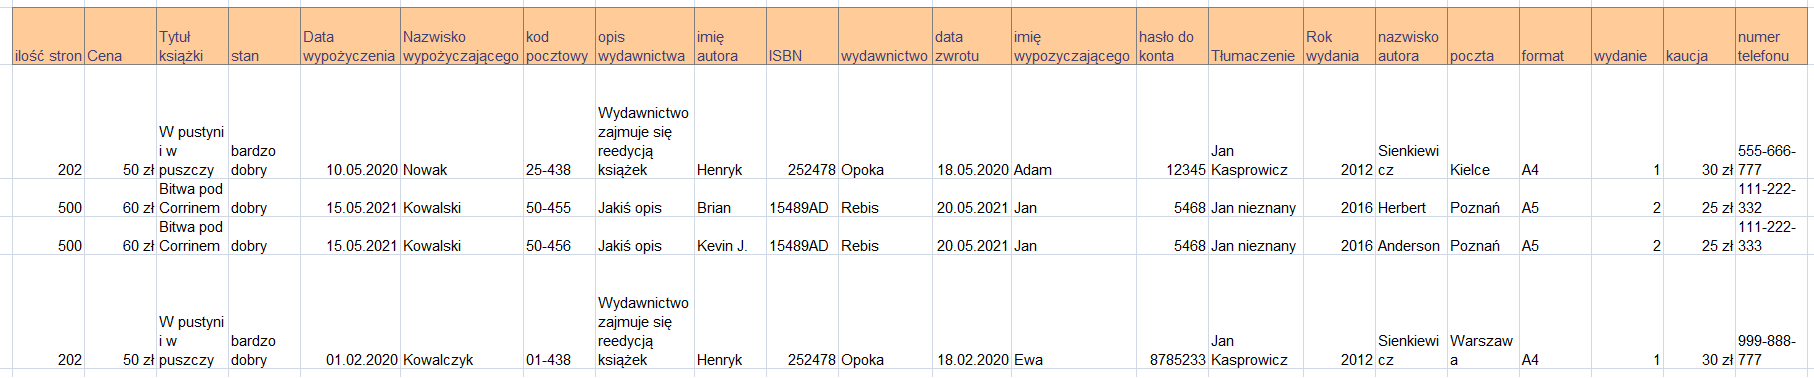 ilość stron Cena Tytuł książki stan Data wypożyczenia Nazwisko wypożyczającego kod pocztowy opis wydawnictwa imię autora ISBN wydawnictwo data zwrotu imię wypozyczającego hasło do konta Tłumaczenie Rok wydania nazwisko autora poczta format wydanie kaucja numer telefonu
202 50 zł W pustyni i w puszczy bardzo dobry 10.05.2020 Nowak 25-438 Wydawnictwo zajmuje się reedycją książek Henryk 252478 Opoka 18.05.2020 Adam 12345 Jan Kasprowicz 2012 Sienkiewicz Kielce A4 1 30 zł 555-666-777
500 60 zł Bitwa pod Corrinem dobry 15.05.2021 Kowalski 50-455 Jakiś opis Brian 15489AD Rebis 20.05.2021 Jan 5468 Jan nieznany 2016 Herbert Poznań A5 2 25 zł 111-222-332
500 60 zł Bitwa pod Corrinem dobry 15.05.2021 Kowalski 50-456 Jakiś opis Kevin J. 15489AD Rebis 20.05.2021 Jan 5468 Jan nieznany 2016 Anderson Poznań A5 2 25 zł 111-222-333
202 50 zł W pustyni i w puszczy bardzo dobry 01.02.2020 Kowalczyk 01-438 Wydawnictwo zajmuje się reedycją książek Henryk 252478 Opoka 18.02.2020 Ewa 8785233 Jan Kasprowicz 2012 Sienkiewicz Warszawa A4 1 30 zł 999-888-777